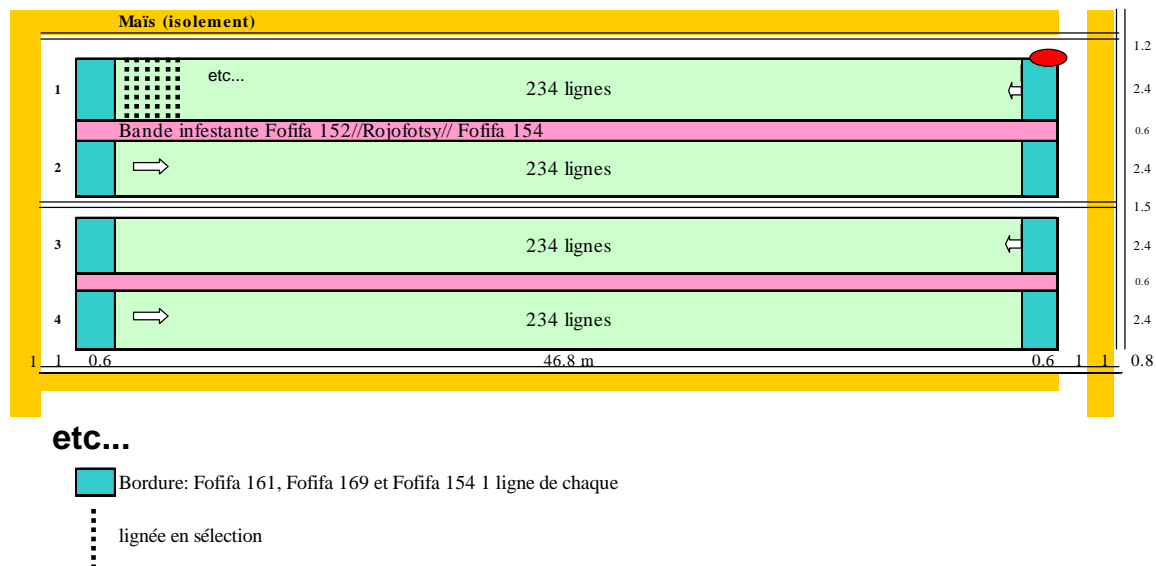 Maïs (isolement)
1.2
etc...
1
234 lignes
2.4
Bande infestante Fofifa 152//Rojofotsy// Fofifa 154
0.6
2
234 lignes
2.4
1.5
3
234 lignes
2.4
0.6
4
234 lignes
2.4
1 1 0.6 46.8 m 0.6 1 1 0.8
etc...
Bordure: Fofifa 161, Fofifa 169 et Fofifa 154 1 ligne de chaque
lignée en sélection